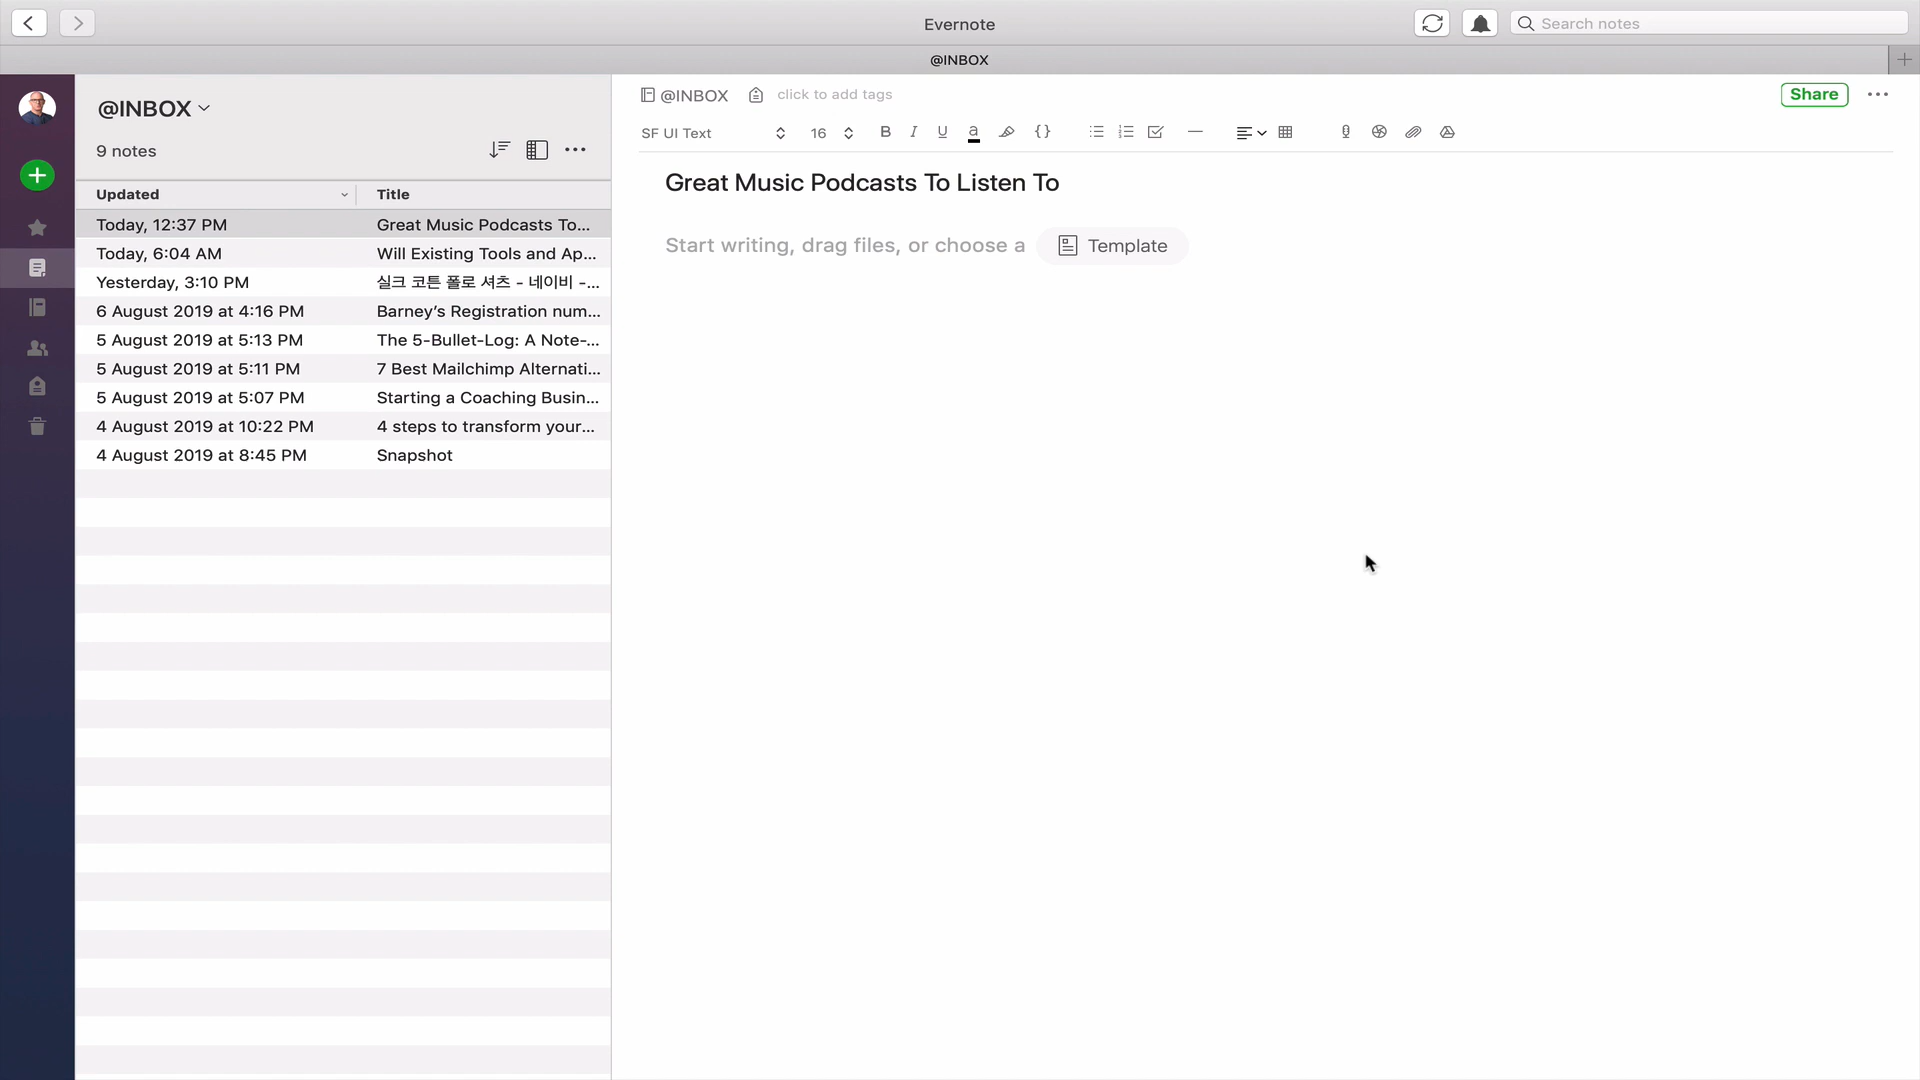 Evernote
Search notes
@INBOX
@INBOX
9 notes
Updated
Title
Today, 12:37 PM
Great Music Podcasts To...
Today, 6:04 AM
Will Existing Tools and Ap...
Yesterday, 3:10 PM
실크 코튼 폴로 셔츠 - 네이비 -...
6 August 2019 at 4:16 PM
Barney’s Registration num...
5 August 2019 at 5:13 PM
The 5-Bullet-Log: A Note-...
5 August 2019 at 5:11 PM
7 Best Mailchimp Alternati...
5 August 2019 at 5:07 PM
Starting a Coaching Busin...
4 August 2019 at 10:22 PM
4 steps to transform your...
4 August 2019 at 8:45 PM
Snapshot
@INBOX
click to add tags
Share
SF UI Text
16
B I U a {}
Great Music Podcasts To Listen To
Start writing, drag files, or choose a
Template